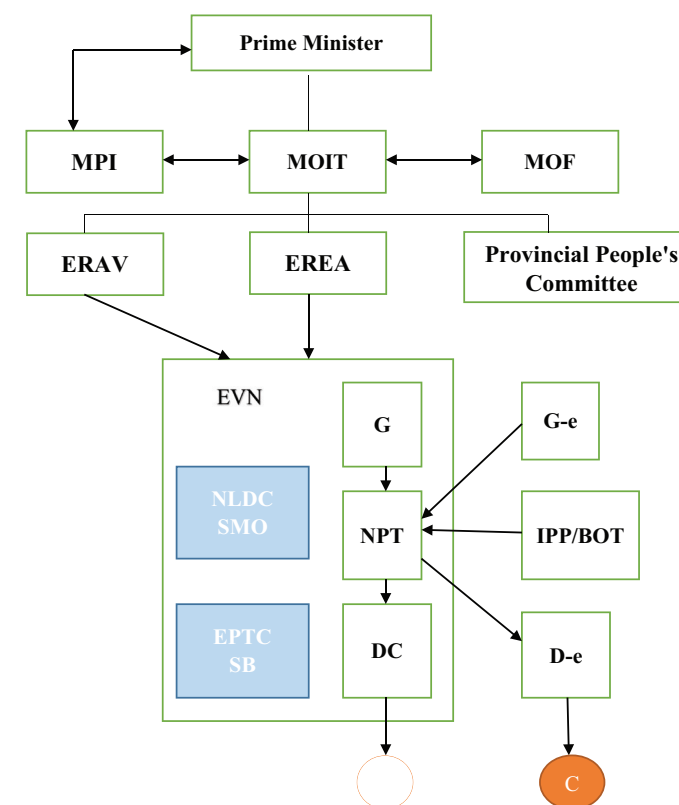 Prime Minister
MPI
MOIT
MOF
ERAV
EREA
Provincial People's
Committee
EVN
G
G-e
NLDC
SMO
NPT
IPP/BOT
EPTC
SB
DC
D-e
C